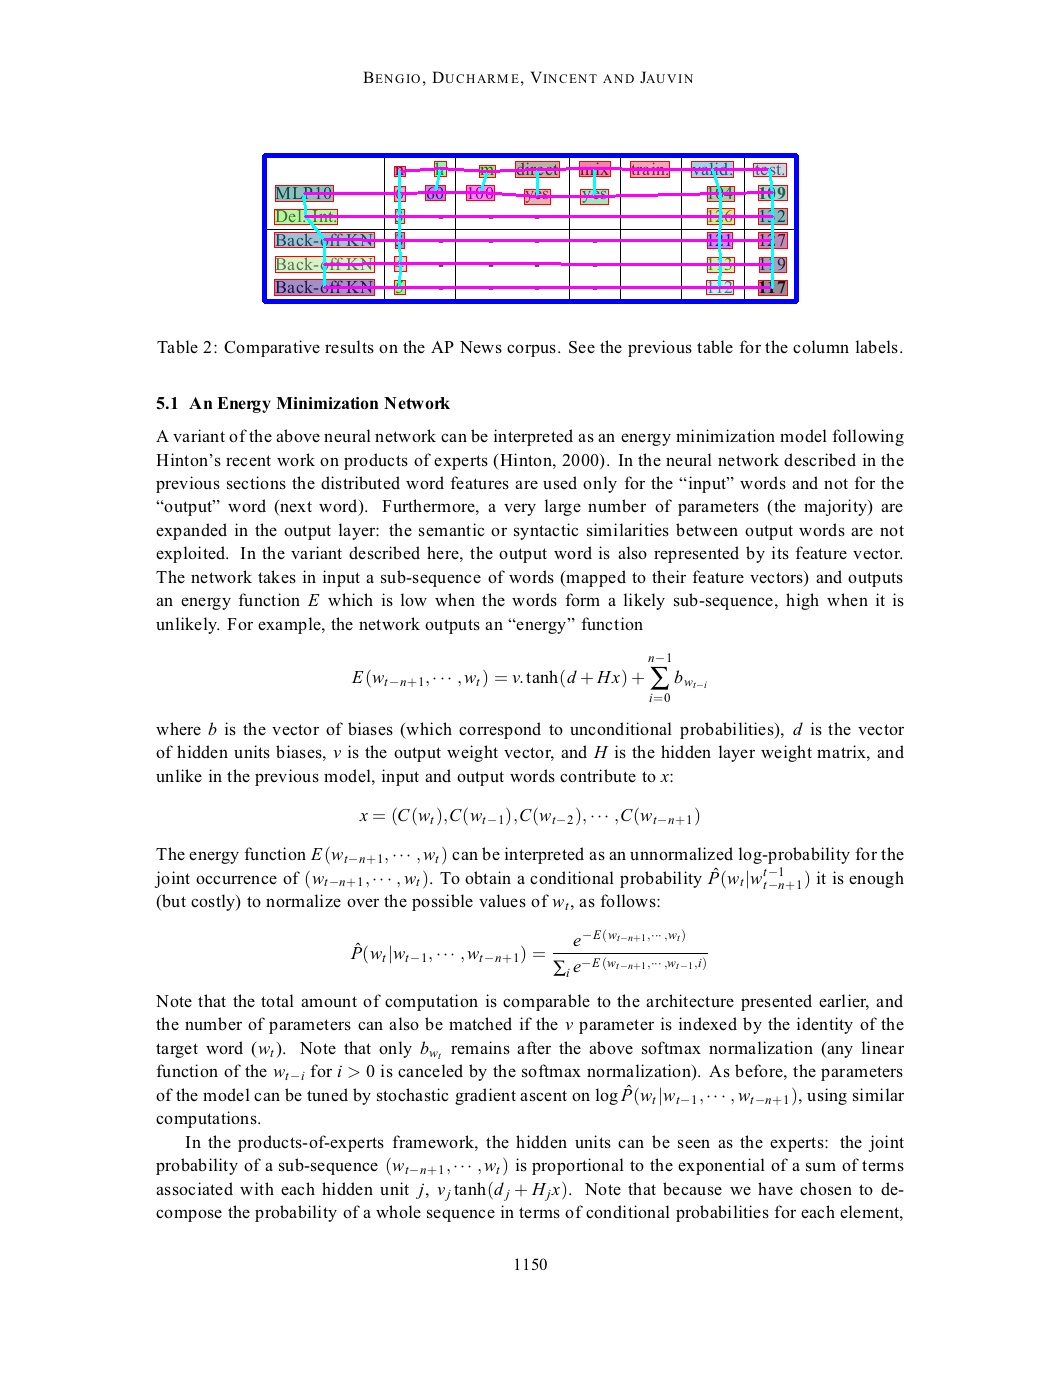 BENGIO, DUCHARME, VINCENT AND JAUVIN
n h m direct mix train. valid. test.
MLP10 6 60 100 yes yes 104 109
Del. Int. 3 - - - - 126 132
Back-off KN 3 - - - - 121 127
Back-off KN 4 - - - - 113 119
Back-off KN 5 - - - - 112 117
Table 2: Comparative results on the AP News corpus. See the previous table for the column labels.
5.1 An Energy Minimization Network
A variant of the above neural network can be interpreted as an energy minimization model following
Hinton’s recent work on products of experts (Hinton, 2000). In the neural network described in the
previous sections the distributed word features are used only for the “input” words and not for the
“output” word (next word). Furthermore, a very large number of parameters (the majority) are
expanded in the output layer: the semantic or syntactic similarities between output words are not
exploited. In the variant described here, the output word is also represented by its feature vector.
The network takes in input a sub-sequence of words (mapped to their feature vectors) and outputs
an energy function E which is low when the words form a likely sub-sequence, high when it is
unlikely. For example, the network outputs an “energy” function
E(w_{t−n+1}, ··· , w_t) = v. tanh(d + Hx) + ∑_{i=0}^{n−1} b_{w_{t−i}}
where b is the vector of biases (which correspond to unconditional probabilities), d is the vector
of hidden units biases, v is the output weight vector, and H is the hidden layer weight matrix, and
unlike in the previous model, input and output words contribute to x:
x = (C(w_t), C(w_{t−1}), C(w_{t−2}), ··· , C(w_{t−n+1})
The energy function E(w_{t−n+1}, ··· , w_t) can be interpreted as an unnormalized log-probability for the
joint occurrence of (w_{t−n+1}, ··· , w_t). To obtain a conditional probability P̂(w_t|w_{t−n+1}^{t−1}) it is enough
(but costly) to normalize over the possible values of w_t, as follows:
P̂(w_t|w_{t−1}, ··· , w_{t−n+1}) = e^{−E(w_{t−n+1}, ··· , w_t)} / ∑_i e^{−E(w_{t−n+1}, ··· , w_{t−1}, i)}
Note that the total amount of computation is comparable to the architecture presented earlier, and
the number of parameters can also be matched if the v parameter is indexed by the identity of the
target word (w_t). Note that only b_{w_t} remains after the above softmax normalization (any linear
function of the w_{t−i} for i > 0 is canceled by the softmax normalization). As before, the parameters
of the model can be tuned by stochastic gradient ascent on log P̂(w_t|w_{t−1}, ··· , w_{t−n+1}), using similar
computations.
In the products-of-experts framework, the hidden units can be seen as the experts: the joint
probability of a sub-sequence (w_{t−n+1}, ··· , w_t) is proportional to the exponential of a sum of terms
associated with each hidden unit j, v_j tanh(d_j + H_j x). Note that because we have chosen to de-
compose the probability of a whole sequence in terms of conditional probabilities for each element,
1150